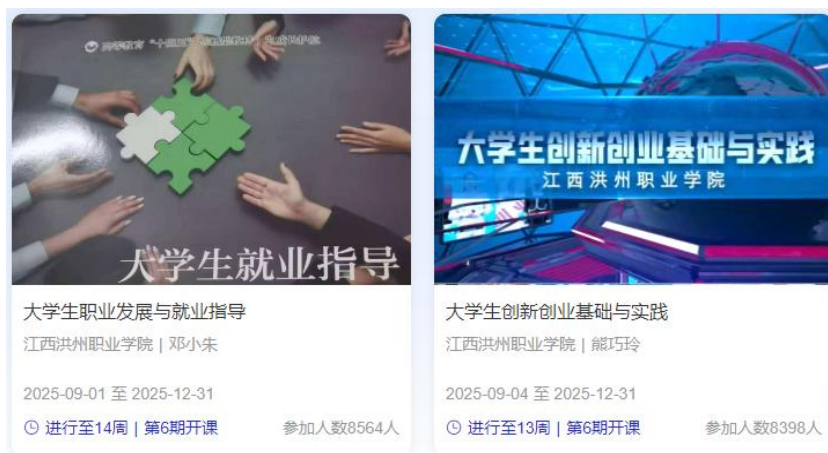 大学生就业指导
大学生职业发展与就业指导
江西洪州职业学院 | 邓小朱
2025-09-01 至 2025-12-31
进行至14周 | 第6期开课
参加人数8564人
大学生创新创业基础与实践
江西洪州职业学院
大学生创新创业基础与实践
江西洪州职业学院 | 熊巧玲
2025-09-04 至 2025-12-31
进行至13周 | 第6期开课
参加人数8398人